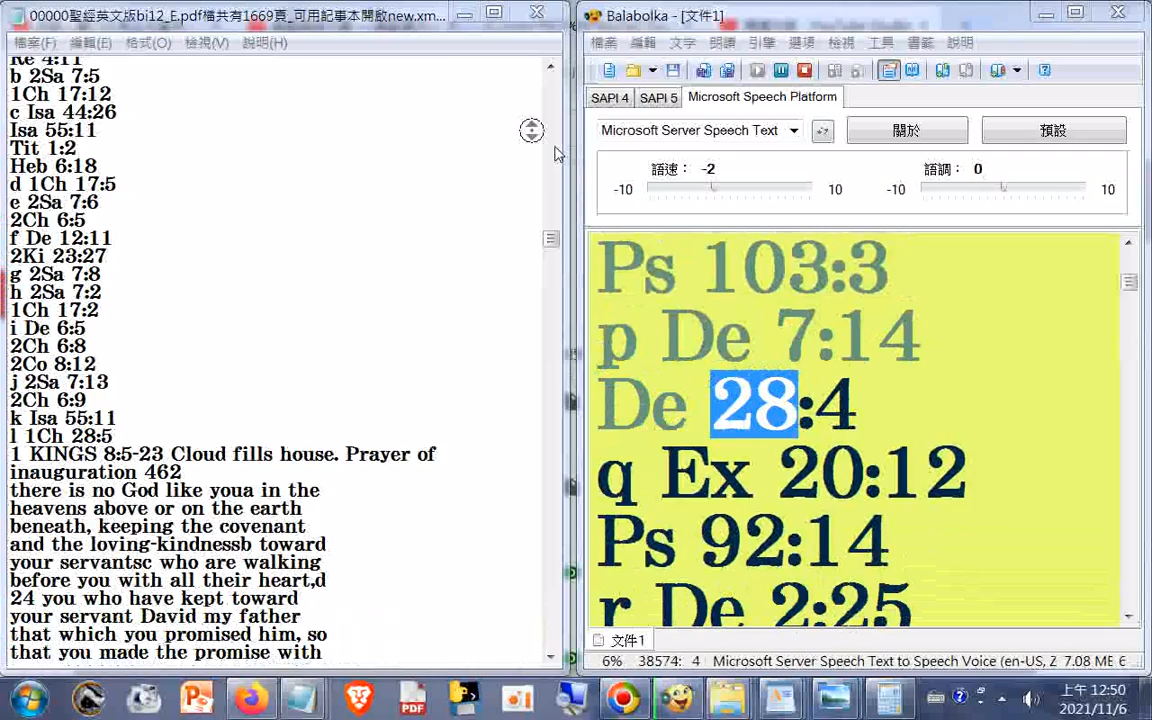 00000聖經英文版bi12_E.pdf檔共有1669頁_可用記事本開啟new.xm...
檔案(F) 編輯(E) 格式(O) 檢視(V) 說明(H)
Re 4:11
b 2Sa 7:5
1Ch 17:12
c Isa 44:26
Isa 55:11
Tit 1:2
Heb 6:18
d 1Ch 17:5
e 2Sa 7:6
2Ch 6:5
f De 12:11
2Ki 23:27
g 2Sa 7:8
h 2Sa 7:2
1Ch 17:2
i De 6:5
2Ch 6:8
2Co 8:12
j 2Sa 7:13
2Ch 6:9
k Isa 55:11
l 1Ch 28:5
1 KINGS 8:5-23 Cloud fills house. Prayer of
inauguration 462
there is no God like youa in the
heavens above or on the earth
beneath, keeping the covenant
and the loving-kindnessb toward
your servantsc who are walking
before you with all their heart,d
24 you who have kept toward
your servant David my father
that which you promised him, so
that you made the promise with
Balabolka - [文件1]
檔案 編輯 文字 朗讀 引擎 選項 檢視 工具 書籤 說明
SAPI 4 SAPI 5 Microsoft Speech Platform
Microsoft Server Speech Text 關於 預設
語速： -2 語調： 0
-10 10 -10 10
Ps 103:3
p De 7:14
De 28:4
q Ex 20:12
Ps 92:14
r De 2:25
文件1
6% 38574: 4 Microsoft Server Speech Text to Speech Voice (en-US, Z 7.08 MB 6
PDF
上午 12:50
2021/11/6